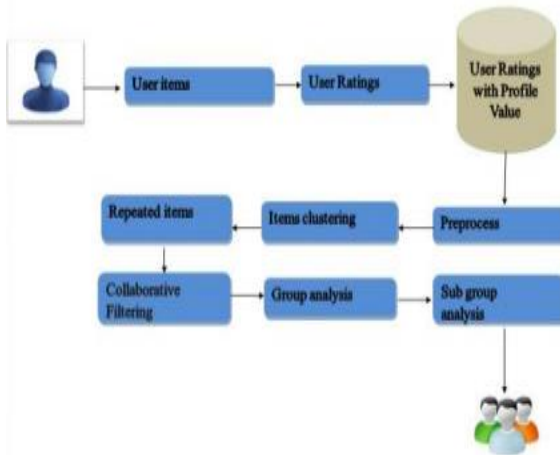 User items
User Ratings
User Ratings
with Profile
Value
Repeated items
Items clustering
Preprocess
Collaborative
Filtering
Group analysis
Sub group
analysis